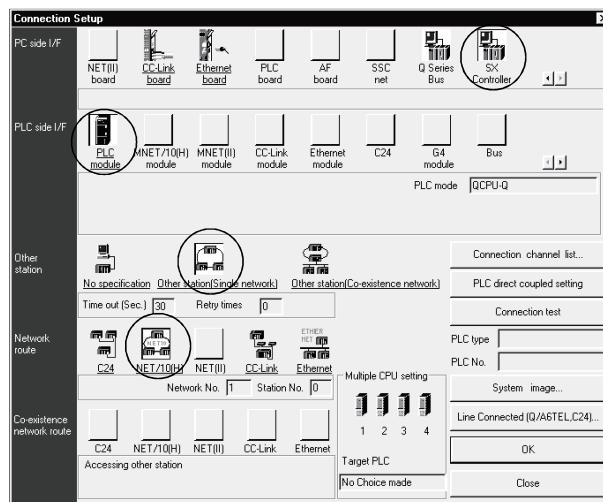 Connection Setup
PC side I/F
NET(II) board
CC-Link board
Ethernet board
PLC board
AF board
SSC net
Q Series Bus
SX Controller
PLC side I/F
PLC module
MNET/10(H) module
MNET(II) module
CC-Link module
Ethernet module
C24
G4 module
Bus
PLC mode QCPU-Q
Other station
No specification
Other station(Single network)
Other station(Co-existence network)
Time out (Sec.) 30 Retry times 0
Connection channel list...
PLC direct coupled setting
Connection test
PLC type
PLC No.
System image...
Line Connected (Q/A6TEL,C24)...
OK
Close
Network route
C24
NET/10(H)
NET(II)
CC-Link
Ethernet
Network No. 1 Station No. 0
Multiple CPU setting
1 2 3 4
Target PLC
No Choice made
Co-existence network route
C24
NET/10(H)
NET(II)
CC-Link
Ethernet
Accessing other station